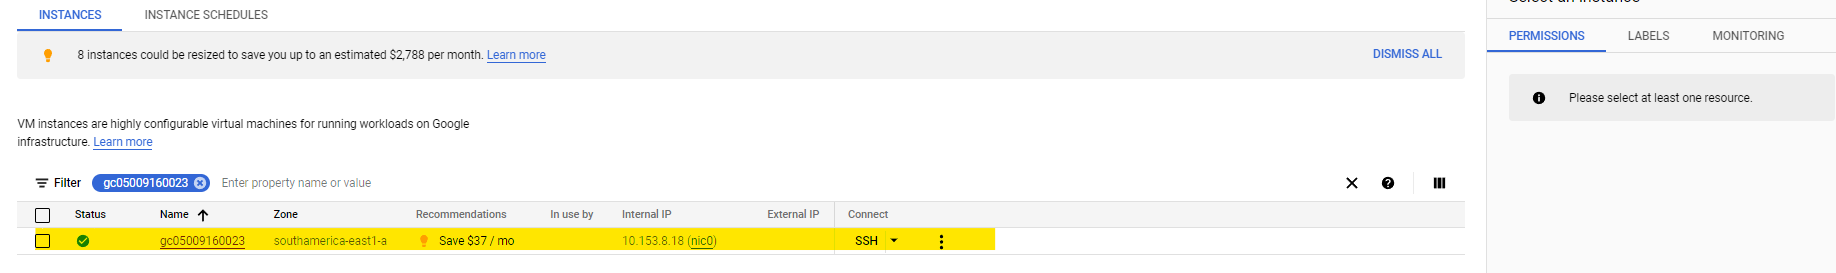 INSTANCES INSTANCE SCHEDULES
8 instances could be resized to save you up to an estimated $2,788 per month. Learn more DISMISS ALL
VM instances are highly configurable virtual machines for running workloads on Google
infrastructure. Learn more
Filter gc05009160023 Enter property name or value
Status Name Zone Recommendations In use by Internal IP External IP Connect
gc05009160023 southamerica-east1-a Save $37 / mo 10.153.8.18 (nic0) SSH
Select an instance
PERMISSIONS LABELS MONITORING
Please select at least one resource.